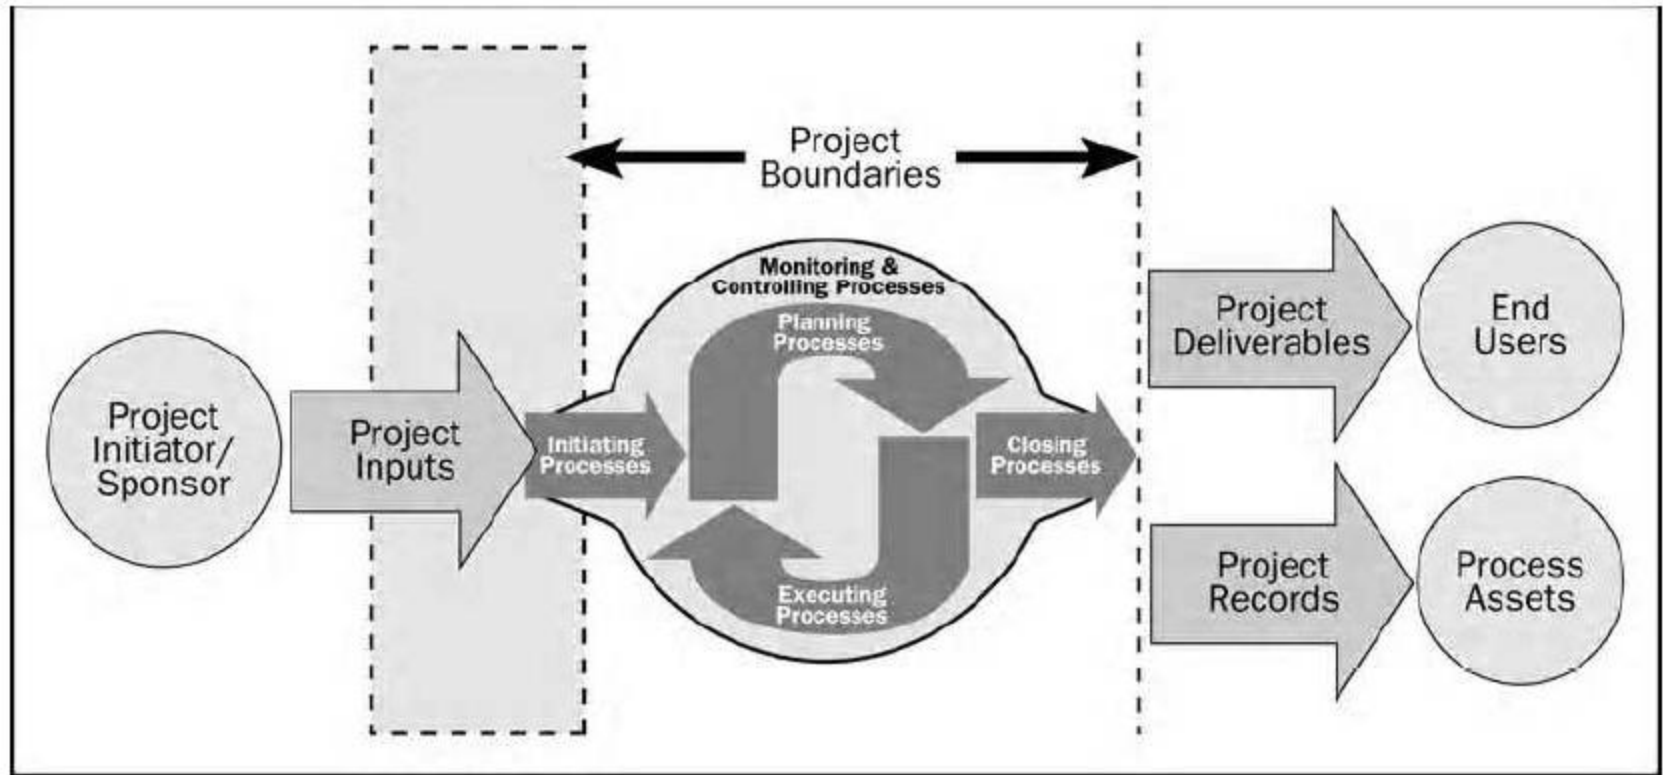 Project
Boundaries
Monitoring &
Controlling Processes
Planning
Processes
Project
Initiator/
Sponsor
Project
Inputs
Initiating
Processes
Closing
Processes
Executing
Processes
Project
Deliverables
End
Users
Project
Records
Process
Assets